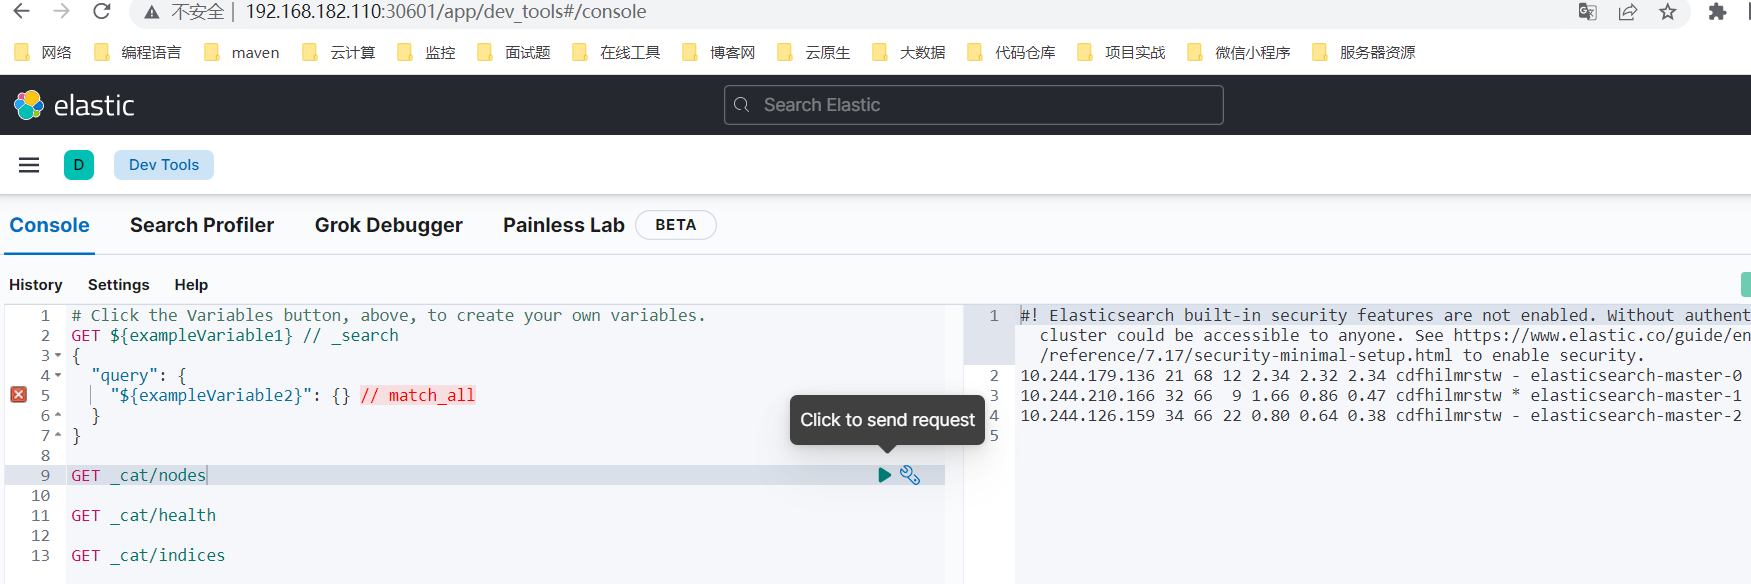 不安全 | 192.168.182.110:30601/app/dev_tools#/console
网络 编程语言 maven 云计算 监控 面试题 在线工具 博客网 云原生 大数据 代码仓库 项目实战 微信小程序 服务器资源
elastic Search Elastic
D Dev Tools
Console Search Profiler Grok Debugger Painless Lab BETA
History Settings Help
1 # Click the Variables button, above, to create your own variables.
2 GET ${exampleVariable1} // _search
3 {
4 "query": {
5 "${exampleVariable2}": {} // match_all
6 }
7 }
8
9 GET _cat/nodes
10
11 GET _cat/health
12
13 GET _cat/indices
Click to send request
1 #! Elasticsearch built-in security features are not enabled. Without authent
cluster could be accessible to anyone. See https://www.elastic.co/guide/en
/reference/7.17/security-minimal-setup.html to enable security.
2 10.244.179.136 21 68 12 2.34 2.32 2.34 cdfhilmrstw - elasticsearch-master-0
3 10.244.210.166 32 66 9 1.66 0.86 0.47 cdfhilmrstw * elasticsearch-master-1
4 10.244.126.159 34 66 22 0.80 0.64 0.38 cdfhilmrstw - elasticsearch-master-2
5